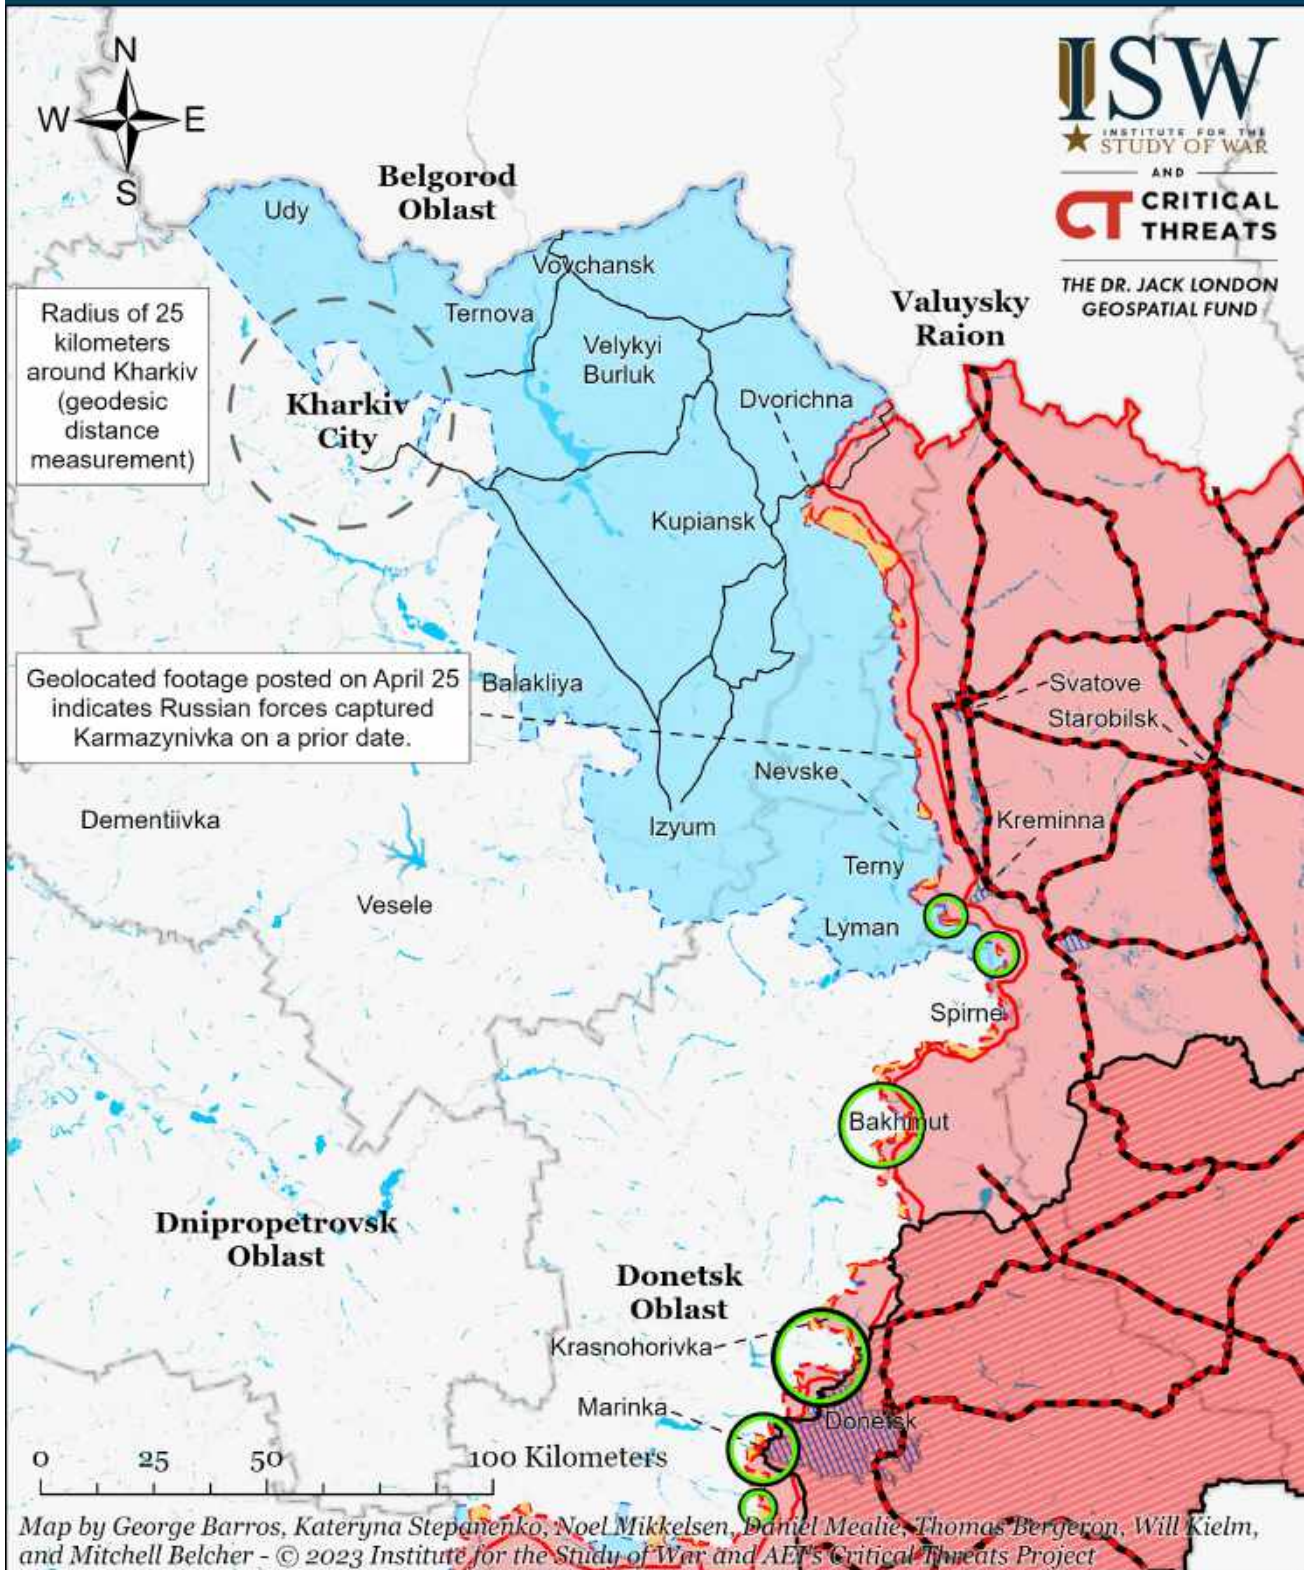 N
W E
S
ISW
INSTITUTE FOR THE
STUDY OF WAR
AND
CT CRITICAL
THREATS
THE DR. JACK LONDON
GEOSPATIAL FUND
Belgorod
Oblast
Udy
Vovchansk
Valuysky
Raion
Radius of 25
kilometers
around Kharkiv
(geodesic
distance
measurement)
Ternova
Velykyi
Burluk
Dvorichna
Kharkiv
City
Kupiansk
Geolocated footage posted on April 25
indicates Russian forces captured
Karmazynivka on a prior date.
Balakliya
Svatove
Starobilsk
Nevske
Dementiivka
Izyum
Kreminna
Terny
Vesele
Lyman
Spirne
Bakhmut
Dnipropetrovsk
Oblast
Donetsk
Oblast
Krasnohorivka
Marinka
Donetsk
0 25 50 100 Kilometers
Map by George Barros, Kateryna Stepanenko, Noel Mikkelsen, Daniel Mealie, Thomas Bergeron, Will Kielm,
and Mitchell Belcher - © 2023 Institute for the Study of War and AEI's Critical Threats Project